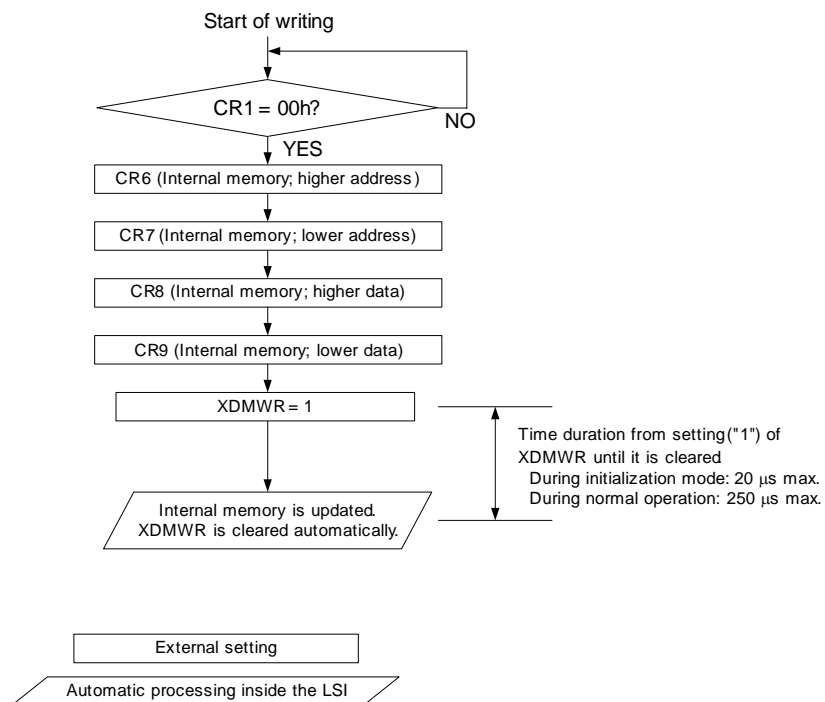 Start of writing
CR1 = 00h?
NO
YES
CR6 (Internal memory; higher address)
CR7 (Internal memory; lower address)
CR8 (Internal memory; higher data)
CR9 (Internal memory; lower data)
XDMWR = 1
Time duration from setting("1") of
XDMWR until it is cleared
During initialization mode: 20 µs max.
During normal operation: 250 µs max.
Internal memory is updated.
XDMWR is cleared automatically.
External setting
Automatic processing inside the LSI